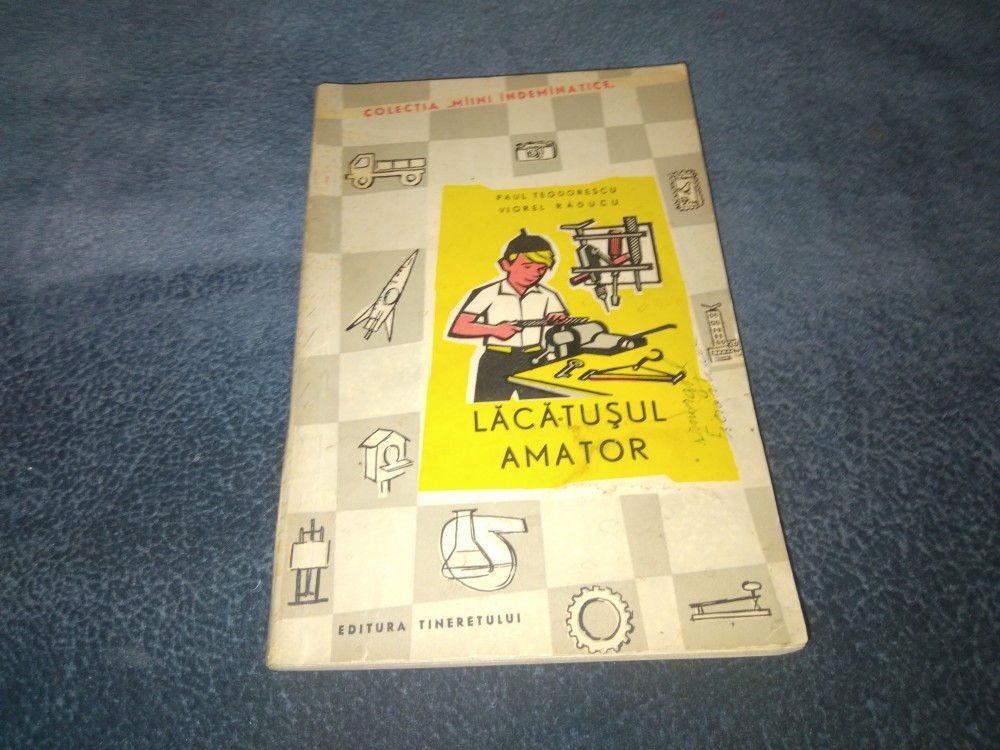 COLECȚIA „MÎINI ÎNDEMÎNATICE„
PAUL TEODORESCU
VIOREL RĂDUCU
LĂCĂTUȘUL
AMATOR
EDITURA TINERETULUI